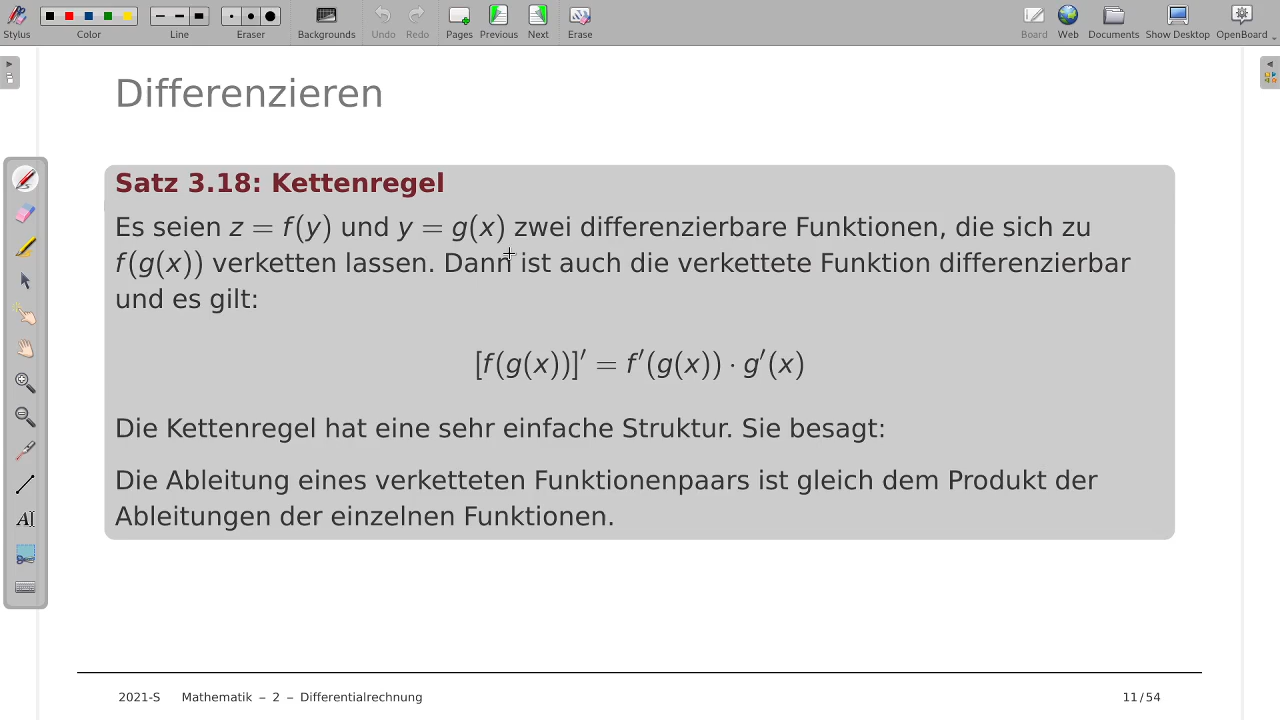 Stylus Color Line Eraser Backgrounds Undo Redo Pages Previous Next Erase Board Web Documents Show Desktop OpenBoard
Differenzieren
Satz 3.18: Kettenregel
Es seien z = f(y) und y = g(x) zwei differenzierbare Funktionen, die sich zu
f(g(x)) verketten lassen. Dann ist auch die verkettete Funktion differenzierbar
und es gilt:
[f(g(x))]′ = f′(g(x)) · g′(x)
Die Kettenregel hat eine sehr einfache Struktur. Sie besagt:
Die Ableitung eines verketteten Funktionenpaars ist gleich dem Produkt der
Ableitungen der einzelnen Funktionen.
2021-S Mathematik – 2 – Differentialrechnung 11/54